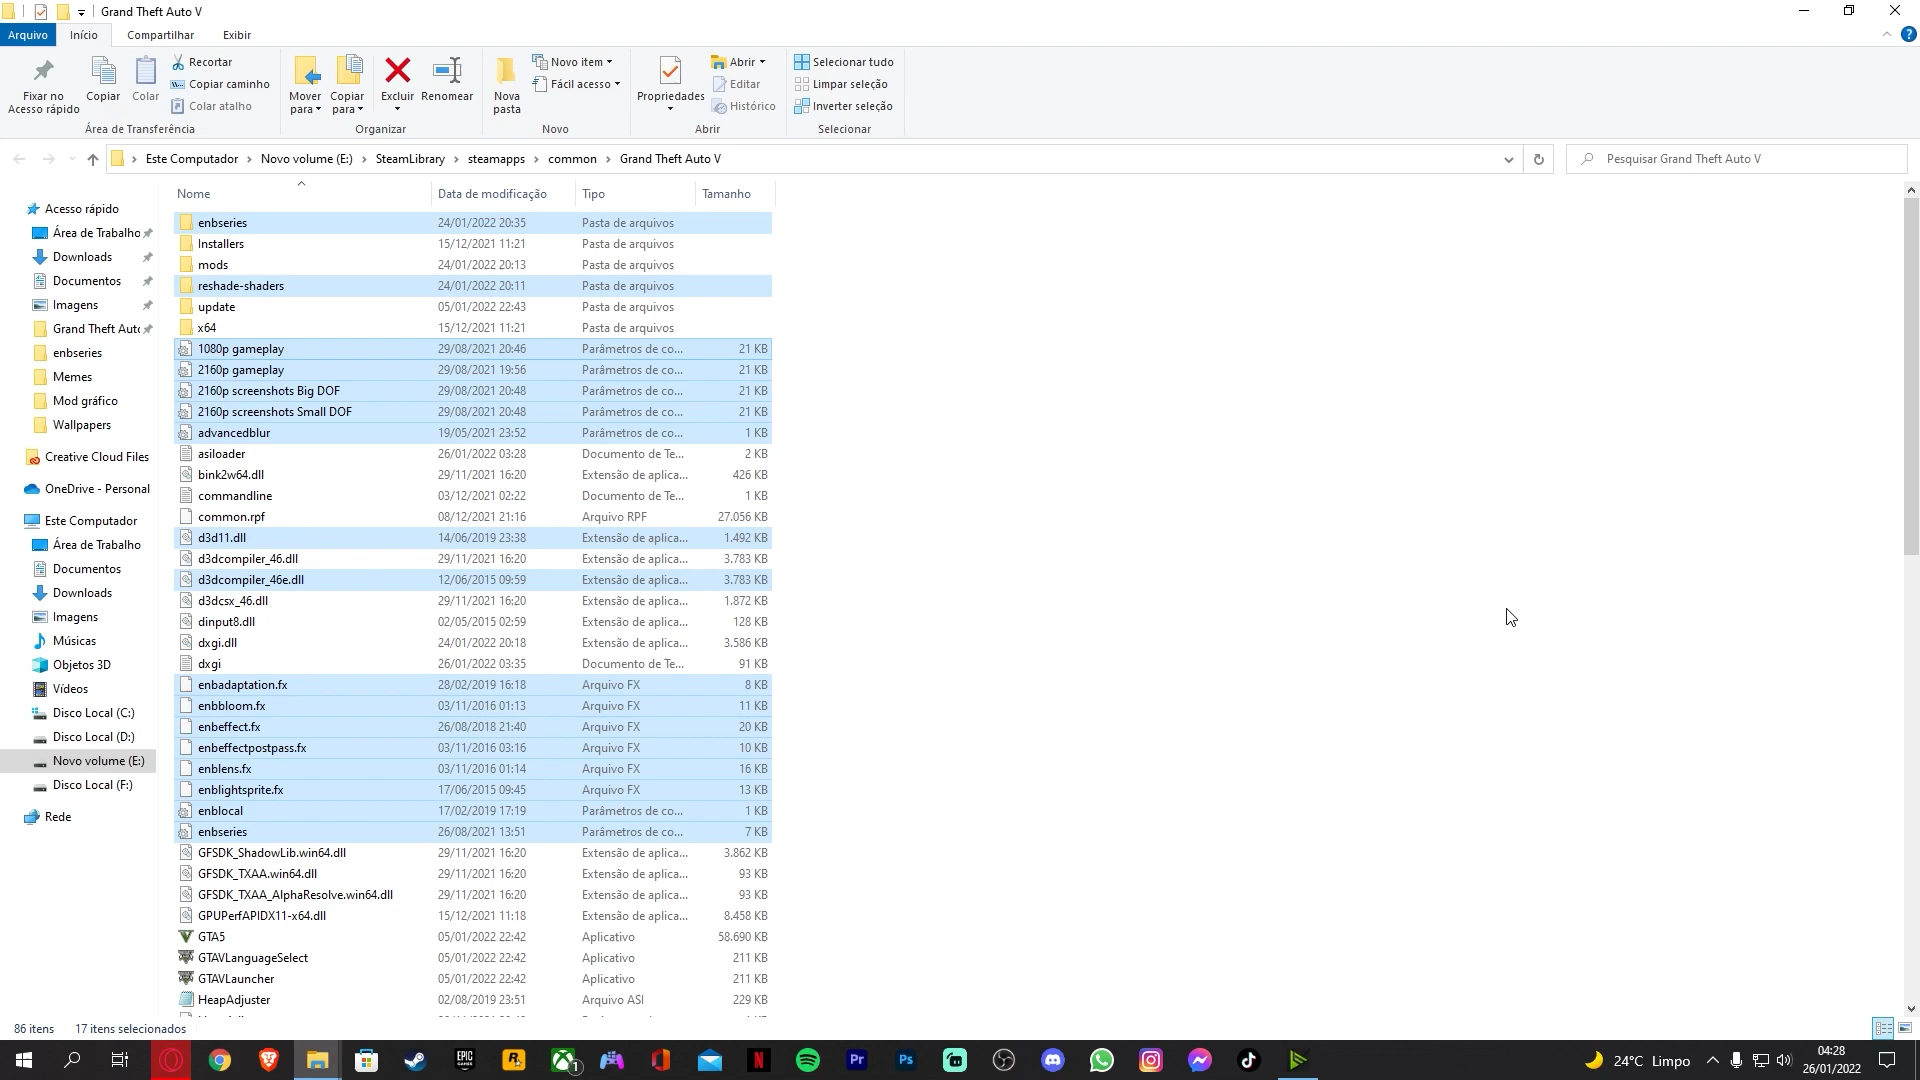 Grand Theft Auto V
Arquivo Início Compartilhar Exibir
Fixar no
Acesso rápido
Copiar
Colar
Recortar
Copiar caminho
Colar atalho
Área de Transferência
Mover
para
Copiar
para
Excluir
Renomear
Organizar
Nova
pasta
Novo item
Fácil acesso
Novo
Propriedades
Abrir
Editar
Histórico
Abrir
Selecionar tudo
Limpar seleção
Inverter seleção
Selecionar
Este Computador > Novo volume (E:) > SteamLibrary > steamapps > common > Grand Theft Auto V
Pesquisar Grand Theft Auto V
Acesso rápido
Área de Trabalho
Downloads
Documentos
Imagens
Grand Theft Auto
enbseries
Memes
Mod gráfico
Wallpapers
Creative Cloud Files
OneDrive - Personal
Este Computador
Área de Trabalho
Documentos
Downloads
Imagens
Músicas
Objetos 3D
Vídeos
Disco Local (C:)
Disco Local (D:)
Novo volume (E:)
Disco Local (F:)
Rede
Nome Data de modificação Tipo Tamanho
enbseries 24/01/2022 20:35 Pasta de arquivos
Installers 15/12/2021 11:21 Pasta de arquivos
mods 24/01/2022 20:13 Pasta de arquivos
reshade-shaders 24/01/2022 20:11 Pasta de arquivos
update 05/01/2022 22:43 Pasta de arquivos
x64 15/12/2021 11:21 Pasta de arquivos
1080p gameplay 29/08/2021 20:46 Parâmetros de co... 21 KB
2160p gameplay 29/08/2021 19:56 Parâmetros de co... 21 KB
2160p screenshots Big DOF 29/08/2021 20:48 Parâmetros de co... 21 KB
2160p screenshots Small DOF 29/08/2021 20:48 Parâmetros de co... 21 KB
advancedblur 19/05/2021 23:52 Parâmetros de co... 1 KB
asiloader 26/01/2022 03:28 Documento de Te... 2 KB
bink2w64.dll 29/11/2021 16:20 Extensão de aplica... 426 KB
commandline 03/12/2021 02:22 Documento de Te... 1 KB
common.rpf 08/12/2021 21:16 Arquivo RPF 27.056 KB
d3d11.dll 14/06/2019 23:38 Extensão de aplica... 1.492 KB
d3dcompiler_46.dll 29/11/2021 16:20 Extensão de aplica... 3.783 KB
d3dcompiler_46e.dll 12/06/2015 09:59 Extensão de aplica... 3.783 KB
d3dcsx_46.dll 29/11/2021 16:20 Extensão de aplica... 1.872 KB
dinput8.dll 02/05/2015 02:59 Extensão de aplica... 128 KB
dxgi.dll 24/01/2022 20:18 Extensão de aplica... 3.586 KB
dxgi 26/01/2022 03:35 Documento de Te... 91 KB
enbadaptation.fx 28/02/2019 16:18 Arquivo FX 8 KB
enbbloom.fx 03/11/2016 01:13 Arquivo FX 11 KB
enbeffect.fx 26/08/2018 21:40 Arquivo FX 20 KB
enbeffectpostpass.fx 03/11/2016 03:16 Arquivo FX 10 KB
enblens.fx 03/11/2016 01:14 Arquivo FX 16 KB
enblightsprite.fx 17/06/2015 09:45 Arquivo FX 13 KB
enblocal 17/02/2019 17:19 Parâmetros de co... 1 KB
enbseries 26/08/2021 13:51 Parâmetros de co... 7 KB
GFSDK_ShadowLib.win64.dll 29/11/2021 16:20 Extensão de aplica... 3.862 KB
GFSDK_TXAA.win64.dll 29/11/2021 16:20 Extensão de aplica... 93 KB
GFSDK_TXAA_AlphaResolve.win64.dll 29/11/2021 16:20 Extensão de aplica... 93 KB
GPUPerfAPIDX11-x64.dll 15/12/2021 11:18 Extensão de aplica... 8.458 KB
GTA5 05/01/2022 22:42 Aplicativo 58.690 KB
GTAVLanguageSelect 05/01/2022 22:42 Aplicativo 211 KB
GTAVLauncher 05/01/2022 22:42 Aplicativo 211 KB
HeapAdjuster 02/08/2019 23:51 Arquivo ASI 229 KB
86 itens 17 itens selecionados
EPIC GAMES
R
1
N
Pr
Ps
24°C Limpo
04:28
26/01/2022